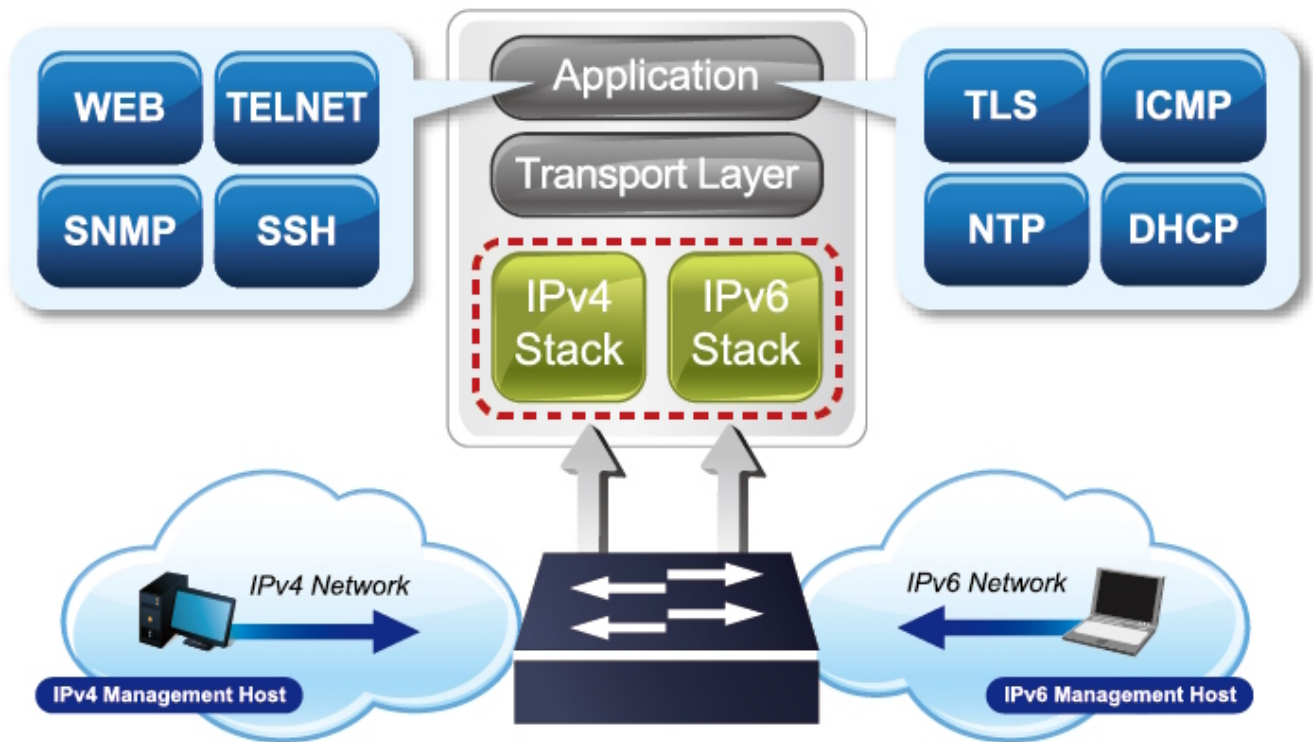 WEB
TELNET
SNMP
SSH
Application
Transport Layer
IPv4
Stack
IPv6
Stack
TLS
ICMP
NTP
DHCP
IPv4 Network
IPv4 Management Host
IPv6 Network
IPv6 Management Host